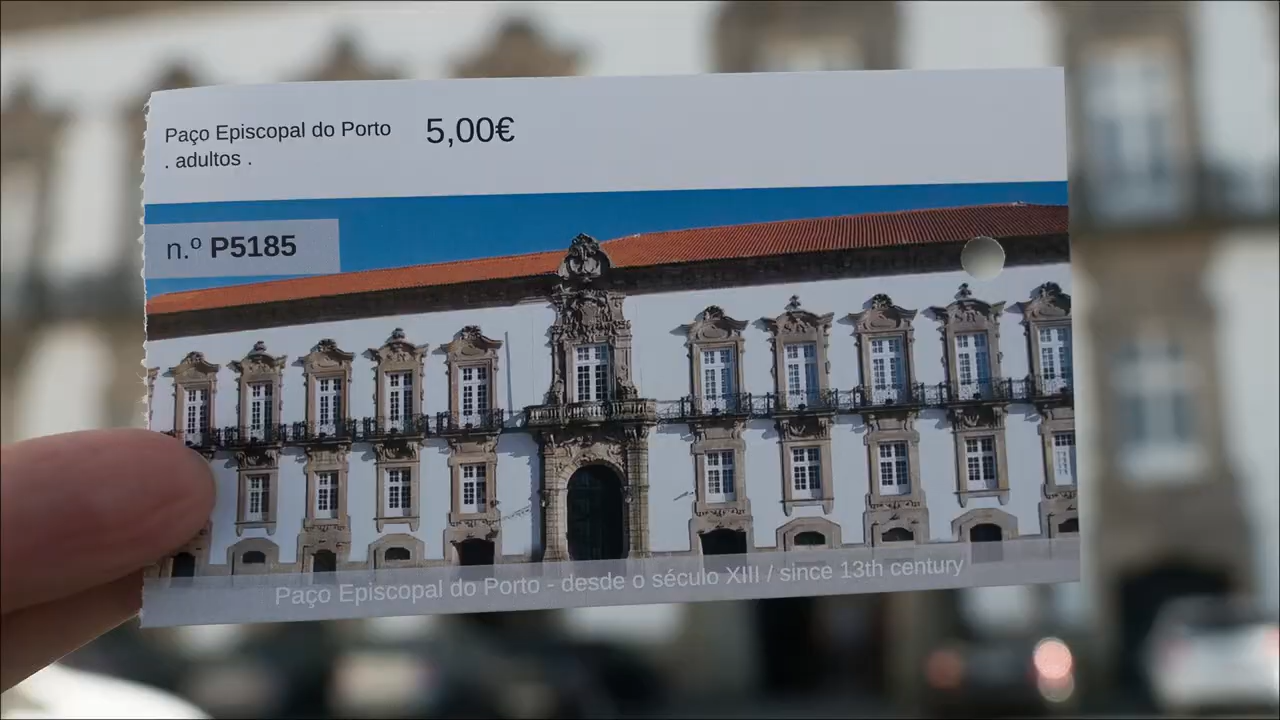 Paço Episcopal do Porto 5,00€
. adultos .
n.º P5185
Paço Episcopal do Porto - desde o século XIII / since 13th century